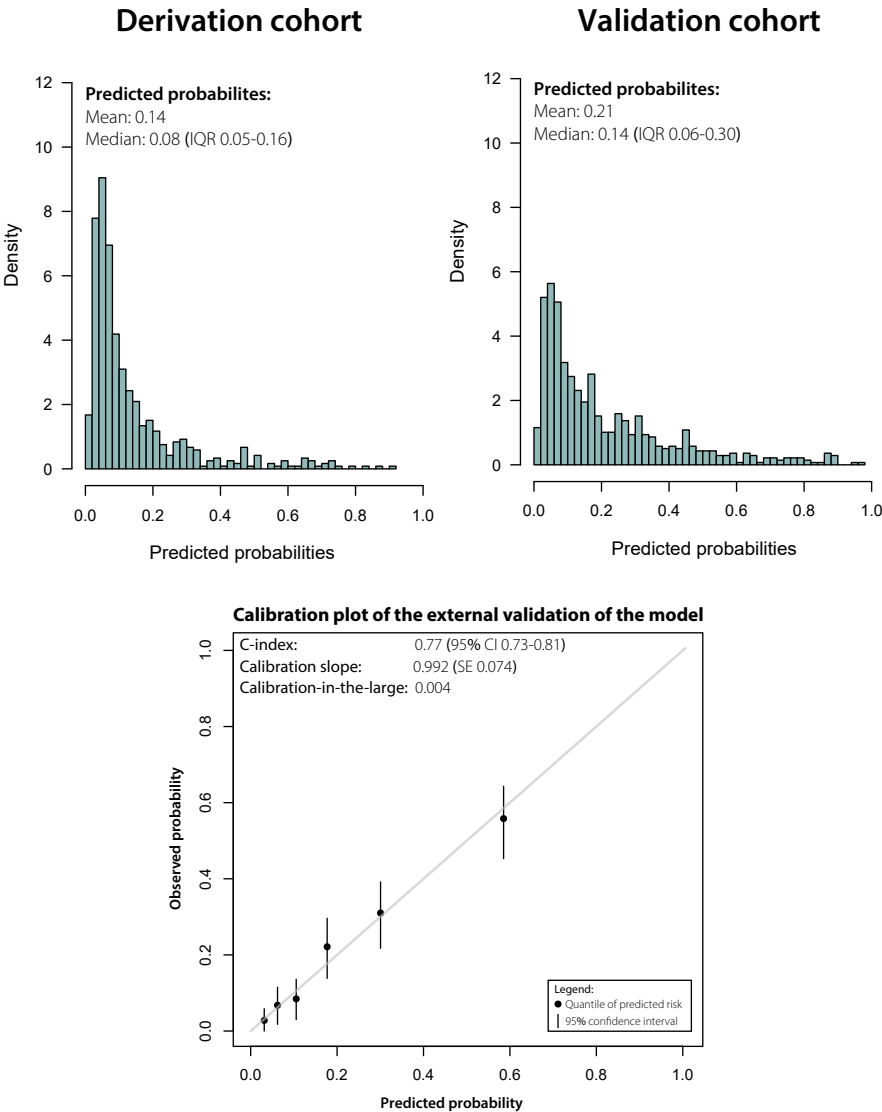 Derivation cohort
Validation cohort
Predicted probabilites:
Mean: 0.14
Median: 0.08 (IQR 0.05-0.16)
12
10
8
6
4
2
0
Density
0.0 0.2 0.4 0.6 0.8 1.0
Predicted probabilities
Predicted probabilites:
Mean: 0.21
Median: 0.14 (IQR 0.06-0.30)
12
10
8
6
4
2
0
Density
0.0 0.2 0.4 0.6 0.8 1.0
Predicted probabilities
Calibration plot of the external validation of the model
C-index: 0.77 (95% CI 0.73-0.81)
Calibration slope: 0.992 (SE 0.074)
Calibration-in-the-large: 0.004
1.0
0.8
0.6
0.4
0.2
0.0
Observed probability
Legend:
Quantile of predicted risk
95% confidence interval
0.0 0.2 0.4 0.6 0.8 1.0
Predicted probability